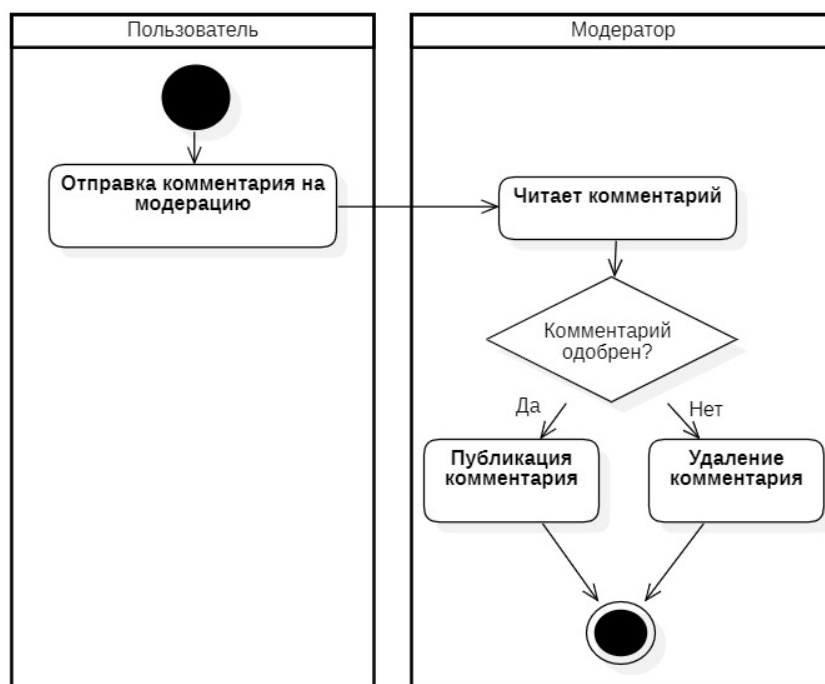 Пользователь
Модератор
Отправка комментария на
модерацию
Читает комментарий
Комментарий
одобрен?
Да
Нет
Публикация
комментария
Удаление
комментария